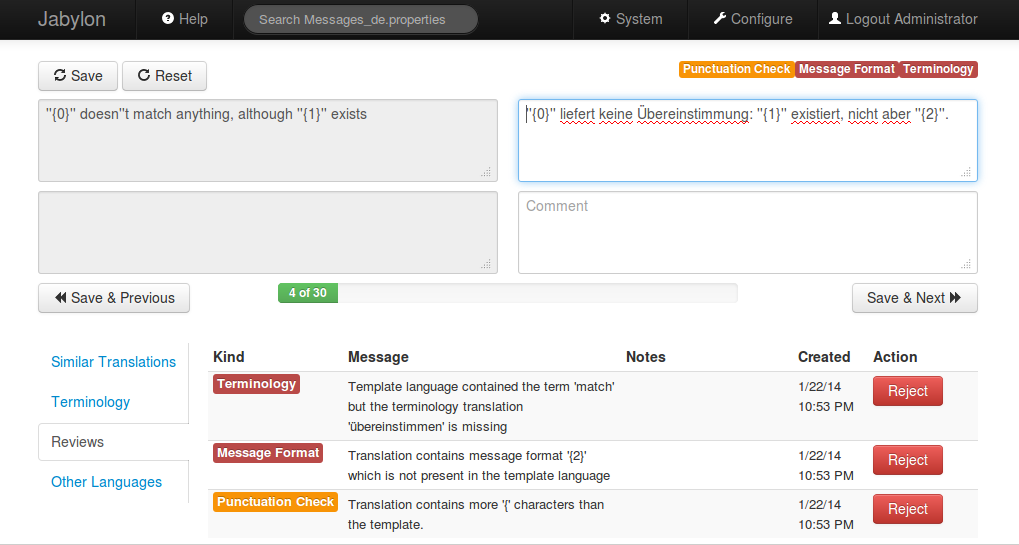 Jabylon Help Search Messages_de.properties System Configure Logout Administrator
Save Reset Punctuation Check Message Format Terminology
''{0}'' doesn''t match anything, although ''{1}'' exists
''{0}'' liefert keine Übereinstimmung: ''{1}'' existiert, nicht aber ''{2}''.
Comment
Save & Previous 4 of 30 Save & Next
Similar Translations
Terminology
Reviews
Other Languages
Kind Message Notes Created Action
Terminology Template language contained the term 'match' 1/22/14 Reject
but the terminology translation 10:53 PM
'übereinstimmen' is missing
Message Format Translation contains message format '{2}' 1/22/14 Reject
which is not present in the template language 10:53 PM
Punctuation Check Translation contains more '{' characters than 1/22/14 Reject
the template. 10:53 PM